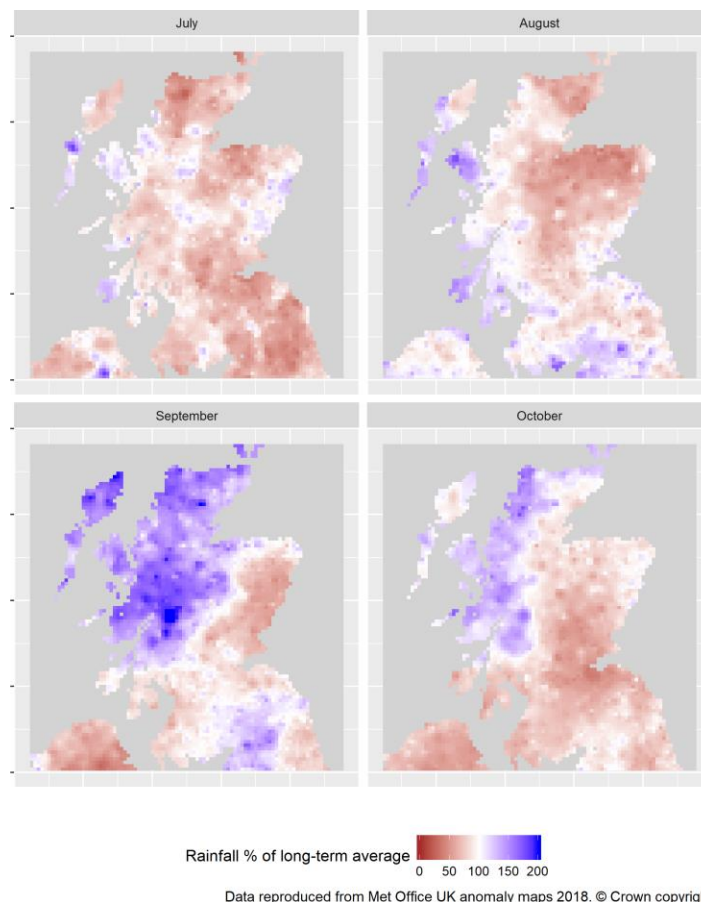 July
August
September
October
Rainfall % of long-term average
0 50 100 150 200
Data reproduced from Met Office UK anomaly maps 2018. © Crown